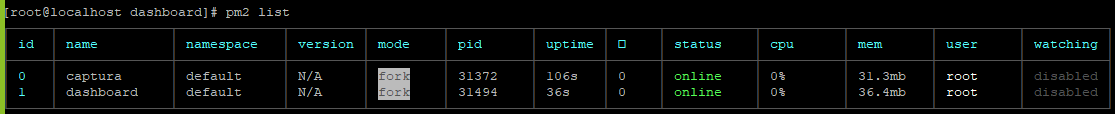 [root@localhost dashboard]# pm2 list
id name namespace version mode pid uptime status cpu mem user watching
0 captura default N/A fork 31372 106s 0 online 0% 31.3mb root disabled
1 dashboard default N/A fork 31494 36s 0 online 0% 36.4mb root disabled